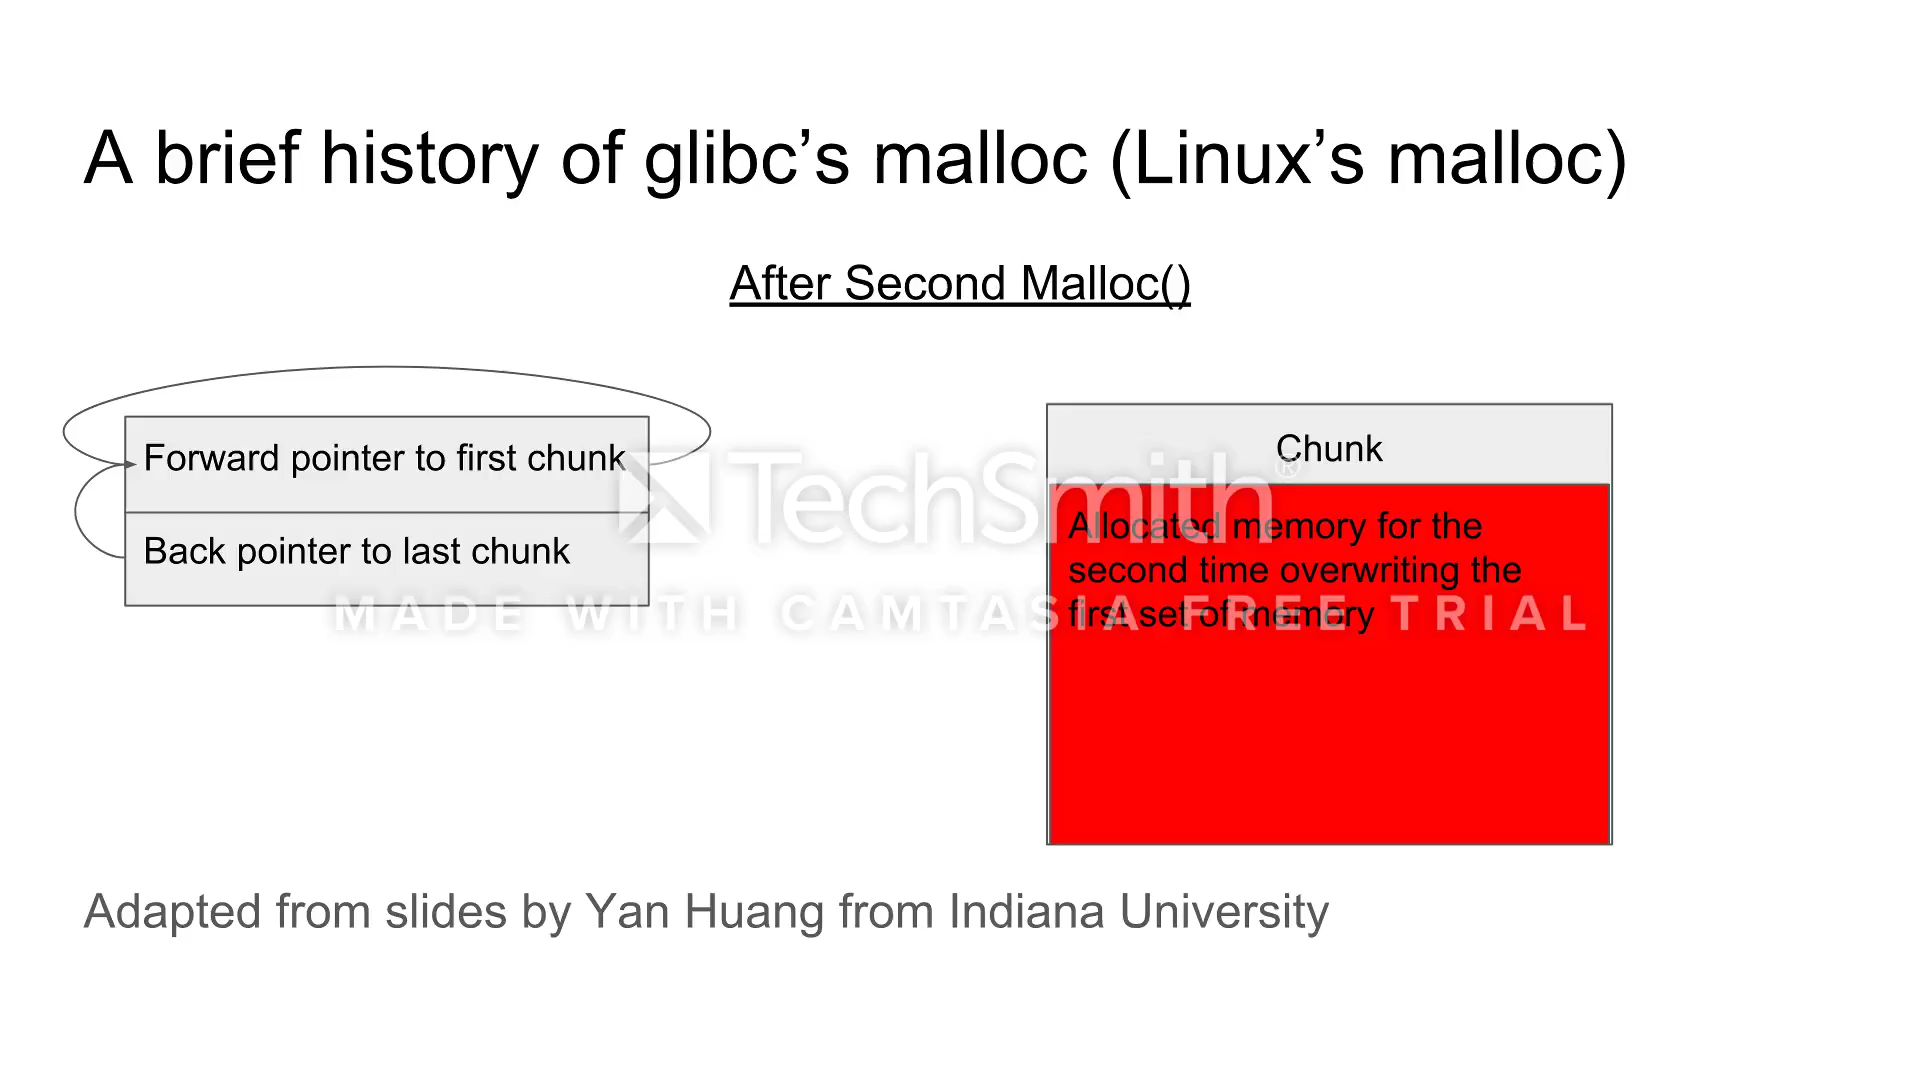 A brief history of glibc’s malloc (Linux’s malloc)
After Second Malloc()
Forward pointer to first chunk
Back pointer to last chunk
Chunk
Allocated memory for the
second time overwriting the
first set of memory
TechSmith®
MADE WITH CAMTASIA FREE TRIAL
Adapted from slides by Yan Huang from Indiana University